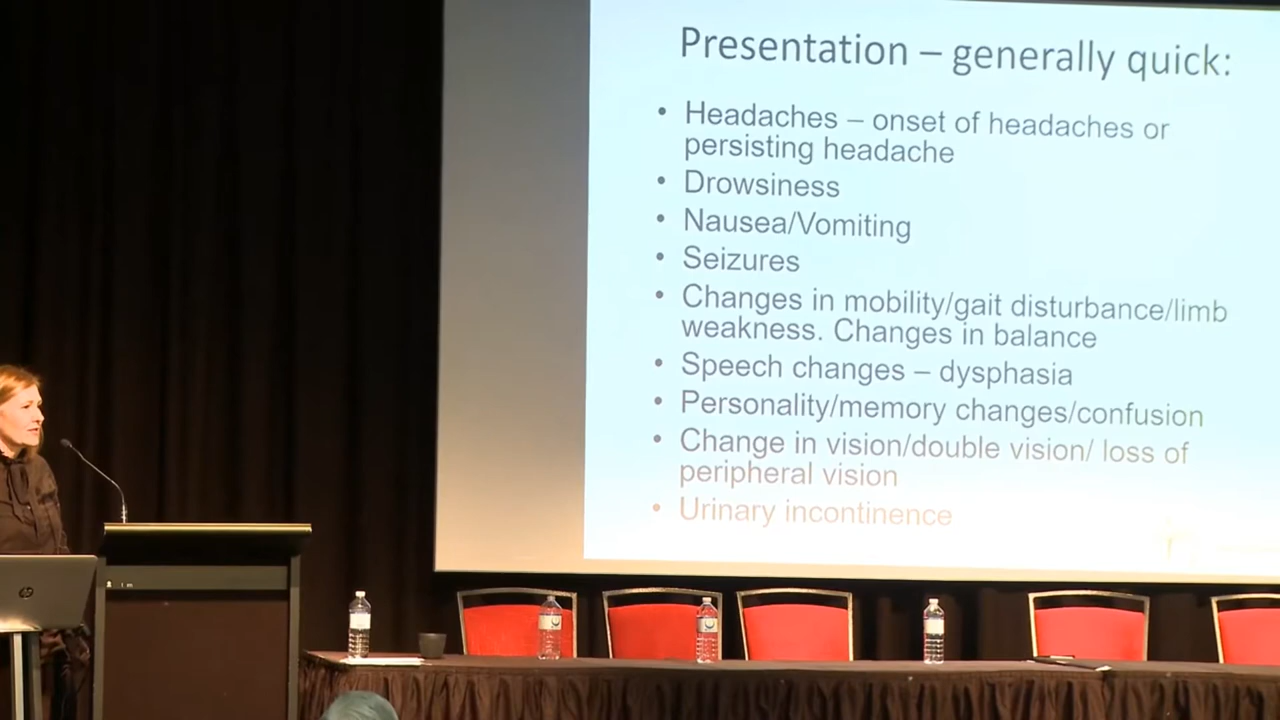 Presentation – generally quick:
• Headaches – onset of headaches or
persisting headache
• Drowsiness
• Nausea/Vomiting
• Seizures
• Changes in mobility/gait disturbance/limb
weakness. Changes in balance
• Speech changes – dysphasia
• Personality/memory changes/confusion
• Change in vision/double vision/ loss of
peripheral vision
• Urinary incontinence
hp